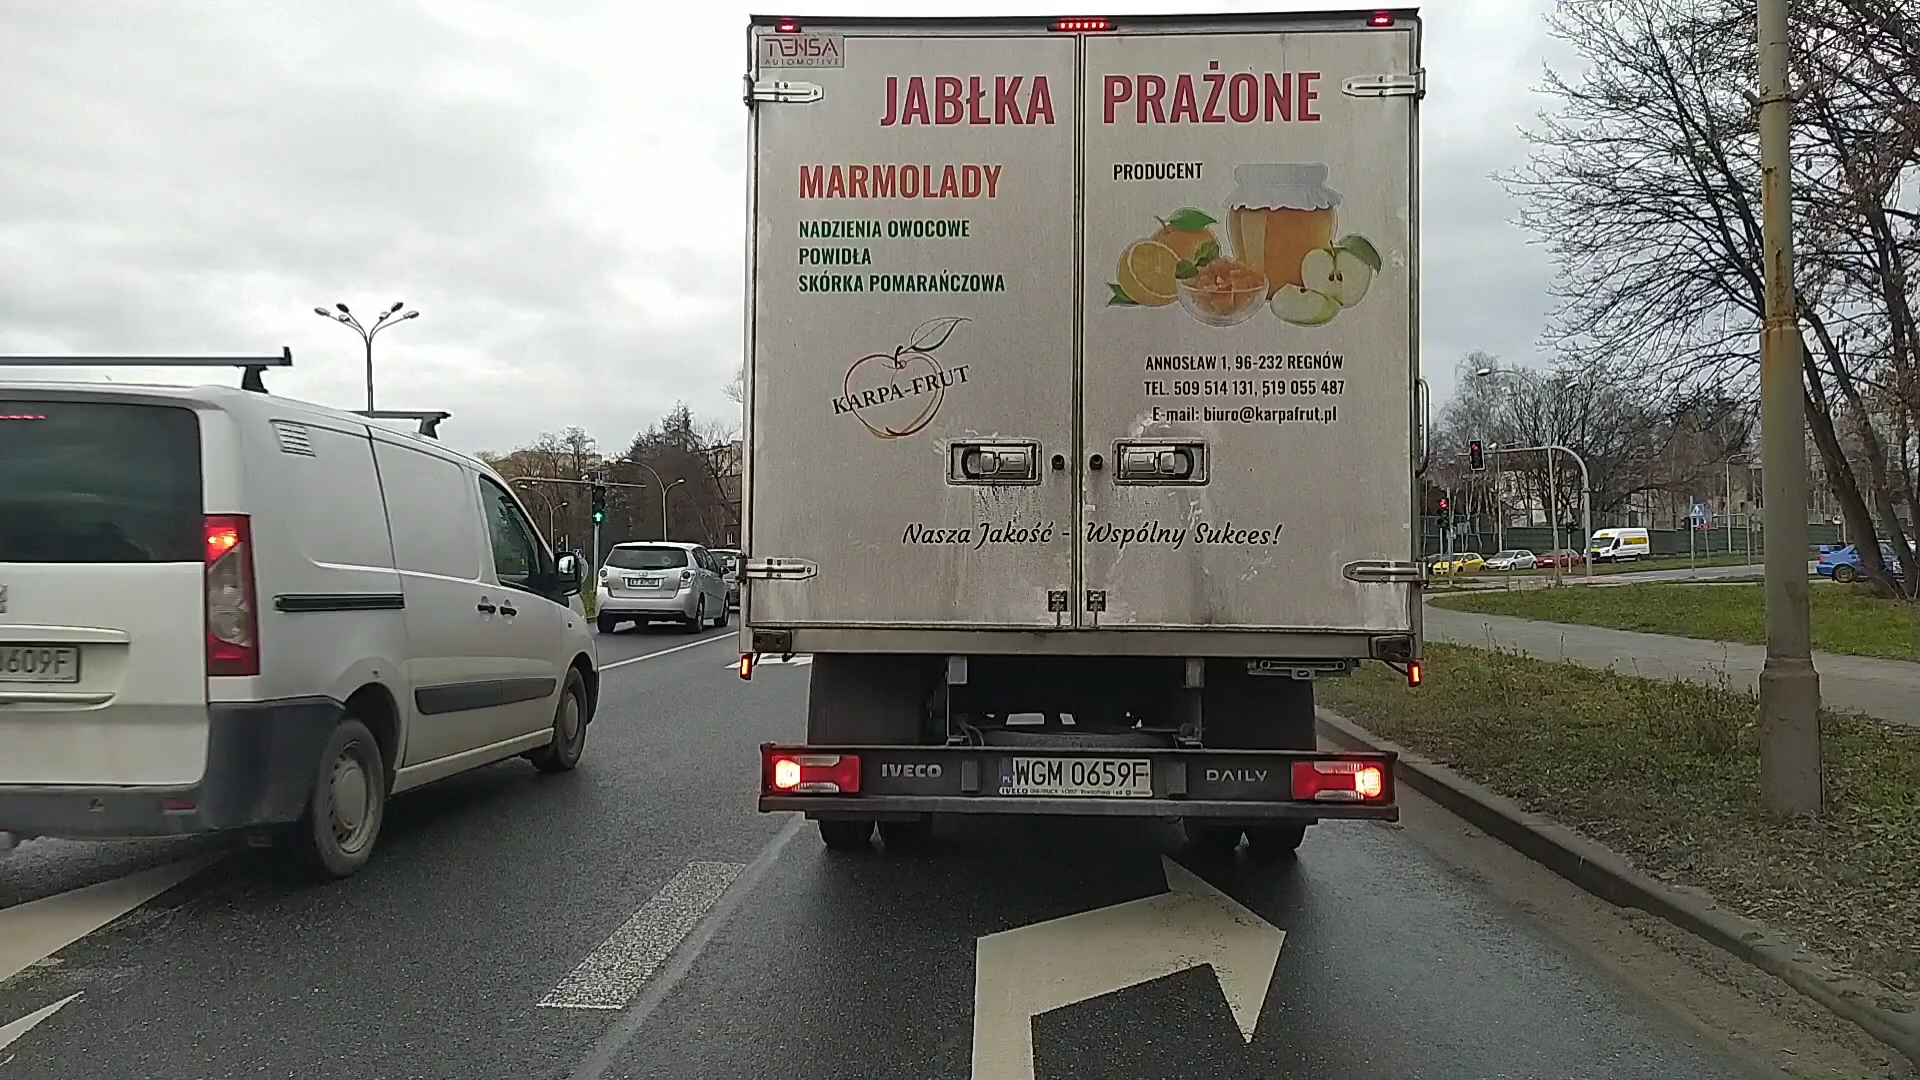 TENSA
AUTOMOTIVE
JABŁKA PRAŻONE
MARMOLADY
NADZIENIA OWOCOWE
POWIDŁA
SKÓRKA POMARAŃCZOWA
KARPA-FRUT
PRODUCENT
ANNOSŁAW 1, 96-232 REGNÓW
TEL. 509 514 131, 519 055 487
E-mail: biuro@karpafrut.pl
Nasza Jakość - Wspólny Sukces!
IVECO
WGM 0659F
DAILY
IVECO
609F